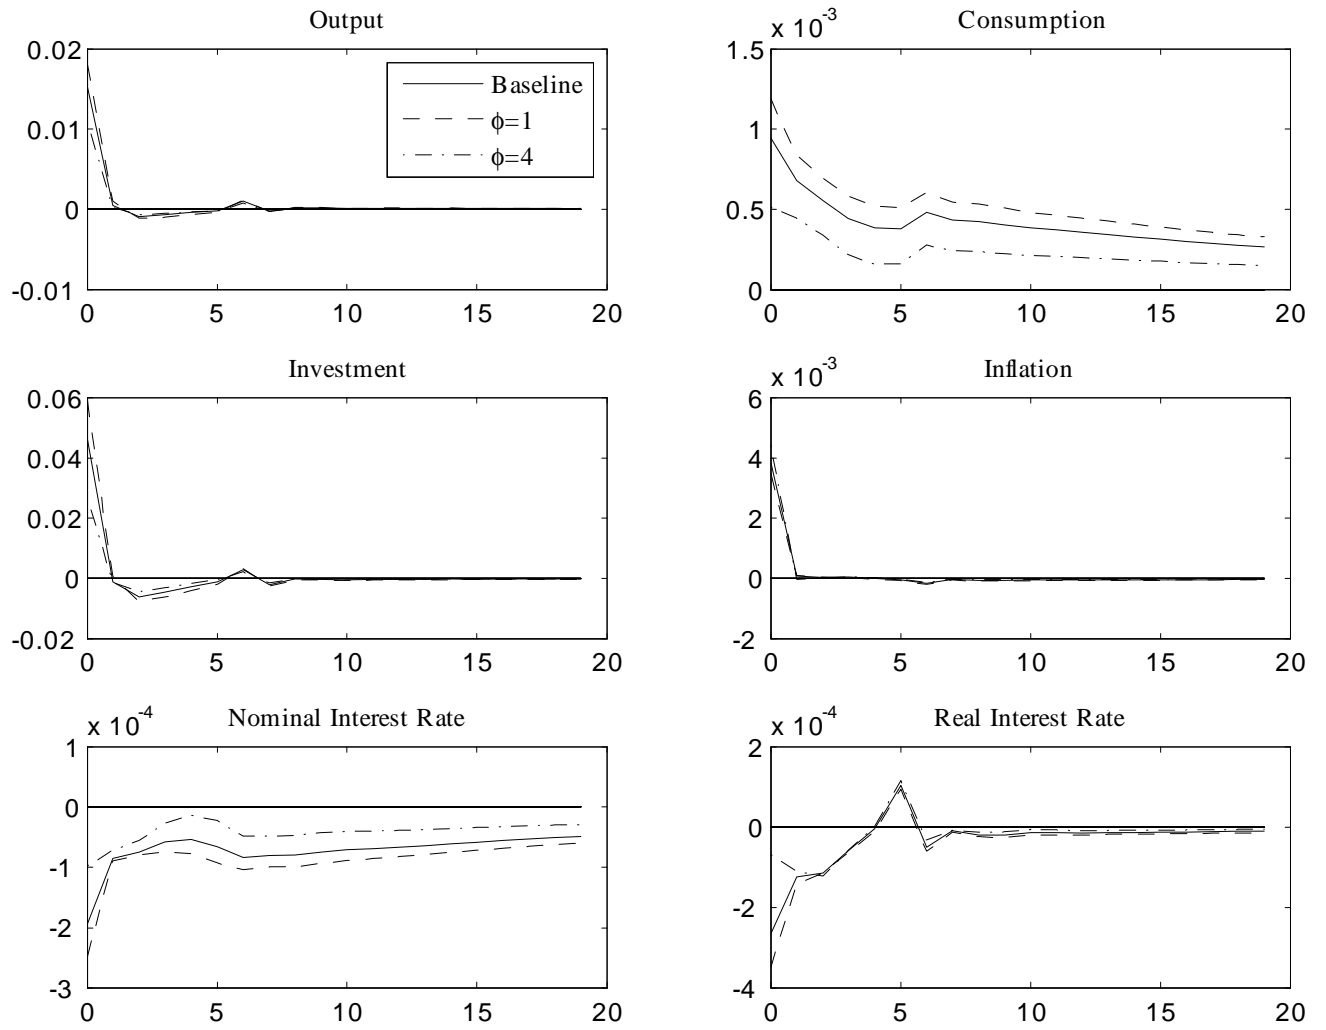 Output
0.02
0.01
0
-0.01
0 5 10 15 20
Baseline
ϕ=1
ϕ=4
Consumption
x 10-3
1.5
1
0.5
0
0 5 10 15 20
Investment
0.06
0.04
0.02
0
-0.02
0 5 10 15 20
Inflation
x 10-3
6
4
2
0
-2
0 5 10 15 20
Nominal Interest Rate
x 10-4
1
0
-1
-2
-3
0 5 10 15 20
Real Interest Rate
x 10-4
2
0
-2
-4
0 5 10 15 20